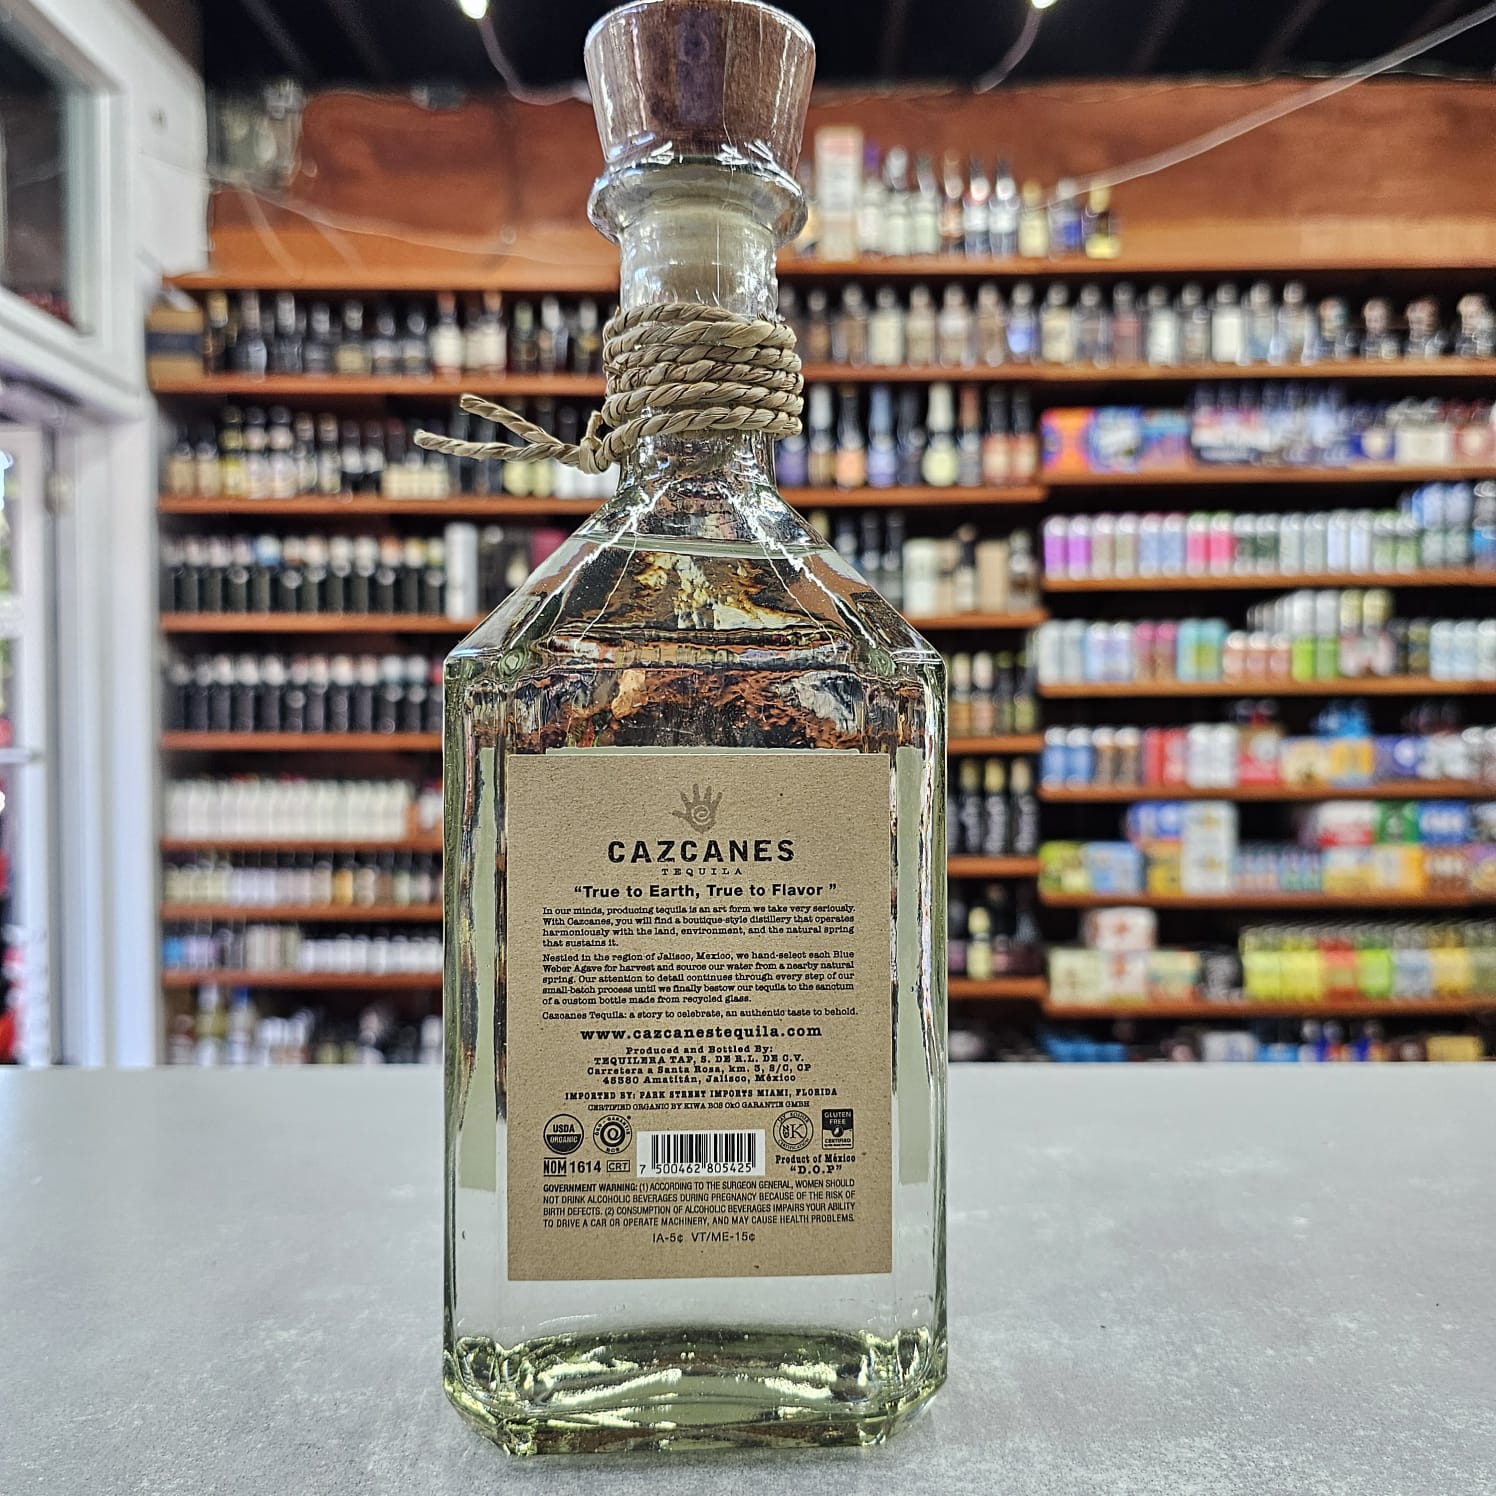 CAZCANES
TEQUILA
“True to Earth, True to Flavor ”
In our minds, producing tequila is an art form we take very seriously.
With Cazcanes, you will find a boutique-style distillery that operates
harmoniously with the land, environment, and the natural spring
that sustains it.
Nestled in the region of Jalisco, Mexico, we hand-select each Blue
Weber Agave for harvest and source our water from a nearby natural
spring. Our attention to detail continues through every step of our
small-batch process until we finally bestow our tequila to the sanctum
of a custom bottle made from recycled glass.
Cazcanes Tequila: a story to celebrate, an authentic taste to behold.
www.cazcanestequila.com
Produced and Bottled By:
TEQUILERA TAP, S. DE R.L. DE C.V.
Carretera a Santa Rosa, km. 3, S/C, CP
45380 Amatitán, Jalisco, México
IMPORTED BY: PARK STREET IMPORTS MIAMI, FLORIDA
CERTIFIED ORGANIC BY KIWA BCS ÖkO GARANTIE GMBH
USDA
ORGANIC
BCS
K
GLUTEN
FREE
CERTIFIED
NOM 1614 CRT
7 500462 805425
Product of México
“D.O.P”
GOVERNMENT WARNING: (1) ACCORDING TO THE SURGEON GENERAL, WOMEN SHOULD
NOT DRINK ALCOHOLIC BEVERAGES DURING PREGNANCY BECAUSE OF THE RISK OF
BIRTH DEFECTS. (2) CONSUMPTION OF ALCOHOLIC BEVERAGES IMPAIRS YOUR ABILITY
TO DRIVE A CAR OR OPERATE MACHINERY, AND MAY CAUSE HEALTH PROBLEMS.
IA-5¢ VT/ME-15¢